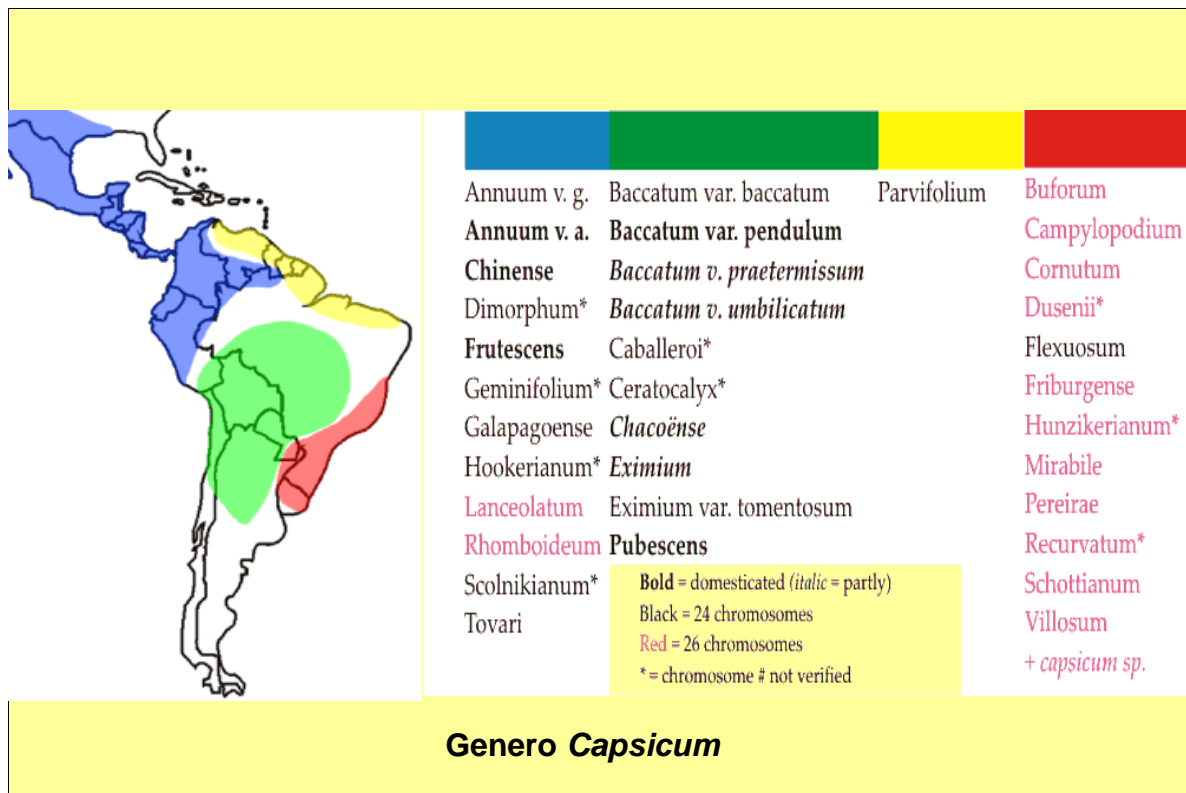 Annuum v. g. Baccatum var. baccatum Parvifolium Buforum
Annuum v. a. Baccatum var. pendulum Campylopodium
Chinense Baccatum v. praetermissum Cornutum
Dimorphum* Baccatum v. umbilicatum Dusenii*
Frutescens Caballeroi* Flexuosum
Geminifolium* Ceratocalyx* Friburgense
Galapagoense Chacoënse Hunzikerianum*
Hookerianum* Eximium Mirabile
Lanceolatum Eximium var. tomentosum Pereirae
Rhomboideum Pubescens Recurvatum*
Scolnikianum* Bold = domesticated (italic = partly) Schottianum
Tovari Black = 24 chromosomes Villosum
Red = 26 chromosomes + capsicum sp.
* = chromosome # not verified
Genero Capsicum